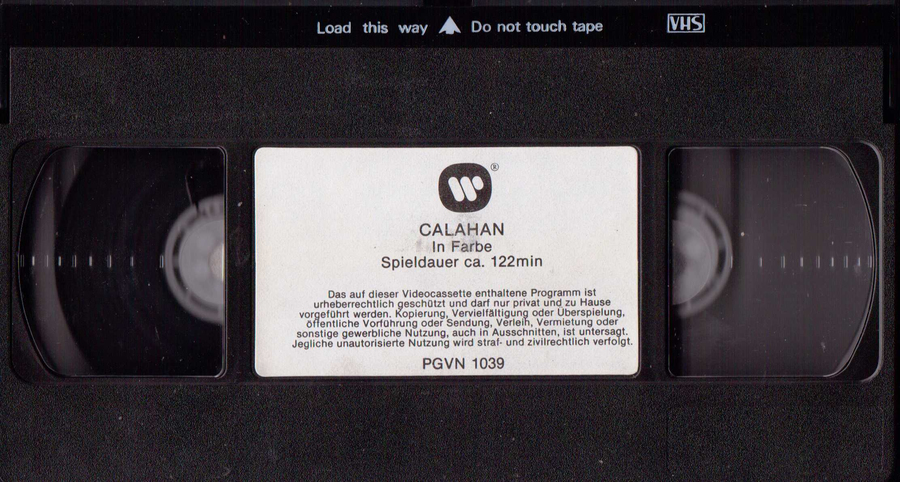 Load this way Do not touch tape VHS
®
CALAHAN
In Farbe
Spieldauer ca. 122min
Das auf dieser Videocassette enthaltene Programm ist
urheberrechtlich geschützt und darf nur privat und zu Hause
vorgeführt werden. Kopierung, Vervielfältigung oder Überspielung,
öffentliche Vorführung oder Sendung, Verleih, Vermietung oder
sonstige gewerbliche Nutzung, auch in Ausschnitten, ist untersagt.
Jegliche unautorisierte Nutzung wird straf- und zivilrechtlich verfolgt.
PGVN 1039